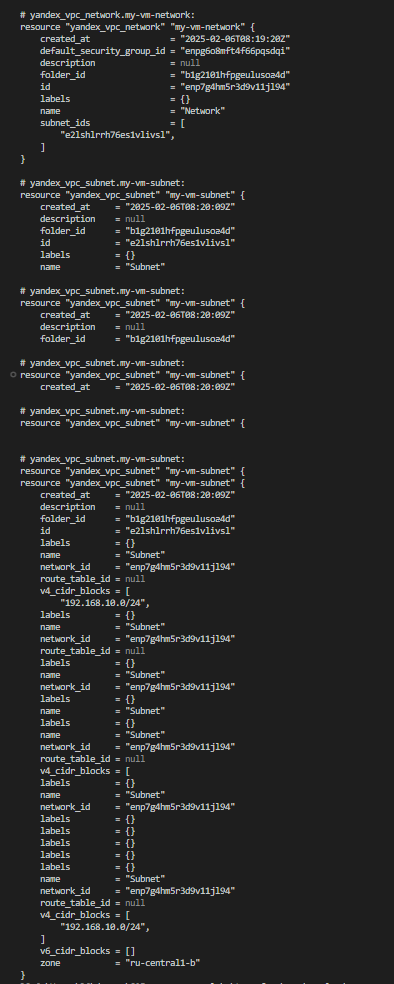 # yandex_vpc_network.my-vm-network:
resource "yandex_vpc_network" "my-vm-network" {
    created_at                = "2025-02-06T08:19:20Z"
    default_security_group_id = "enpg6o8mft4f66pqsdqi"
    description               = null
    folder_id                 = "b1g2101hfpgeulusoa4d"
    id                        = "enp7g4hm5r3d9v11jl94"
    labels                    = {}
    name                      = "Network"
    subnet_ids                = [
        "e2lshlrrh76es1vlivsl",
    ]
}
# yandex_vpc_subnet.my-vm-subnet:
resource "yandex_vpc_subnet" "my-vm-subnet" {
    created_at     = "2025-02-06T08:20:09Z"
    description    = null
    folder_id      = "b1g2101hfpgeulusoa4d"
    id             = "e2lshlrrh76es1vlivsl"
    labels         = {}
    name           = "Subnet"
# yandex_vpc_subnet.my-vm-subnet:
resource "yandex_vpc_subnet" "my-vm-subnet" {
    created_at     = "2025-02-06T08:20:09Z"
    description    = null
    folder_id      = "b1g2101hfpgeulusoa4d"
# yandex_vpc_subnet.my-vm-subnet:
resource "yandex_vpc_subnet" "my-vm-subnet" {
    created_at     = "2025-02-06T08:20:09Z"
# yandex_vpc_subnet.my-vm-subnet:
resource "yandex_vpc_subnet" "my-vm-subnet" {
# yandex_vpc_subnet.my-vm-subnet:
resource "yandex_vpc_subnet" "my-vm-subnet" {
resource "yandex_vpc_subnet" "my-vm-subnet" {
    created_at     = "2025-02-06T08:20:09Z"
    description    = null
    folder_id      = "b1g2101hfpgeulusoa4d"
    id             = "e2lshlrrh76es1vlivsl"
    labels         = {}
    name           = "Subnet"
    network_id     = "enp7g4hm5r3d9v11jl94"
    route_table_id = null
    v4_cidr_blocks = [
        "192.168.10.0/24",
    labels         = {}
    name           = "Subnet"
    network_id     = "enp7g4hm5r3d9v11jl94"
    route_table_id = null
    labels         = {}
    name           = "Subnet"
    network_id     = "enp7g4hm5r3d9v11jl94"
    labels         = {}
    name           = "Subnet"
    labels         = {}
    name           = "Subnet"
    network_id     = "enp7g4hm5r3d9v11jl94"
    route_table_id = null
    v4_cidr_blocks = [
    labels         = {}
    name           = "Subnet"
    network_id     = "enp7g4hm5r3d9v11jl94"
    labels         = {}
    labels         = {}
    labels         = {}
    labels         = {}
    labels         = {}
    name           = "Subnet"
    network_id     = "enp7g4hm5r3d9v11jl94"
    route_table_id = null
    v4_cidr_blocks = [
        "192.168.10.0/24",
    ]
    v6_cidr_blocks = []
    zone           = "ru-central1-b"
}